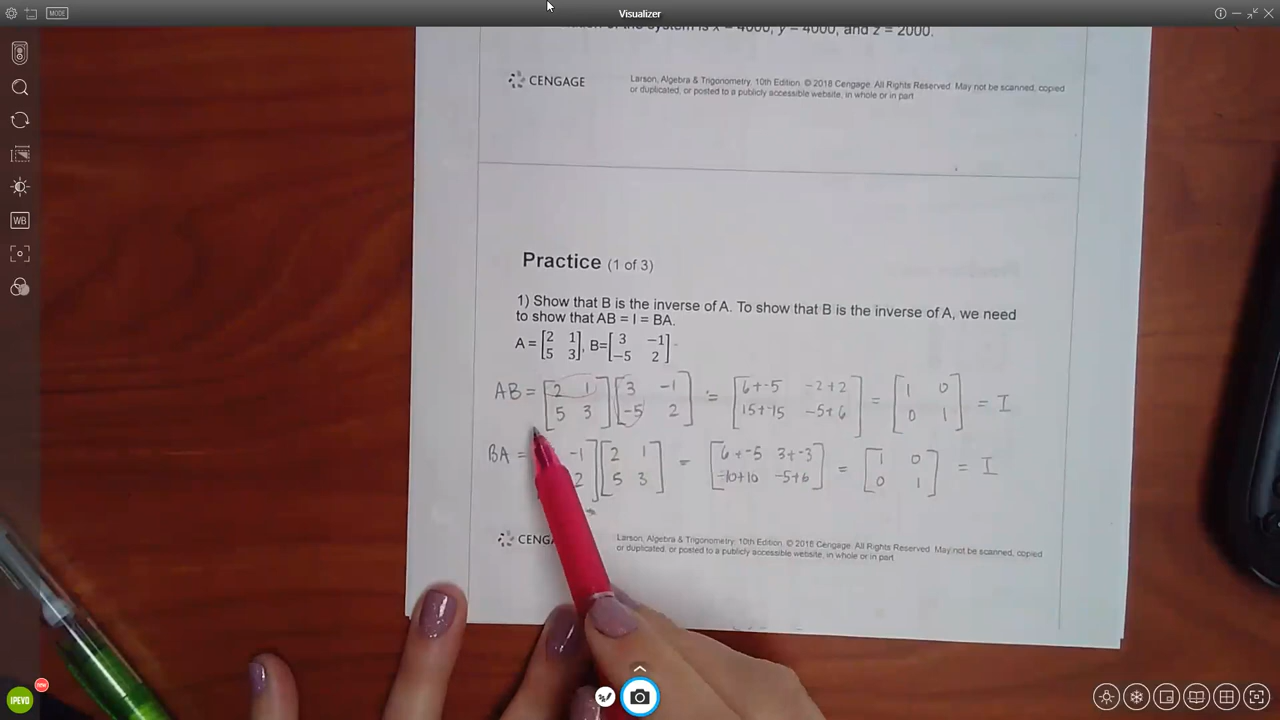 MODE
Visualizer
of the system is x = 4000, y = 4000, and z = 2000.
CENGAGE
Larson, Algebra & Trigonometry, 10th Edition. © 2018 Cengage. All Rights Reserved. May not be scanned, copied
or duplicated, or posted to a publicly accessible website, in whole or in part.
WB
Practice (1 of 3)
1) Show that B is the inverse of A. To show that B is the inverse of A, we need
to show that AB = I = BA.
A = [2 1 5 3], B=[3 −1 −5 2]
AB = [2 1 5 3] [3 -1 -5 2] = [6+-5 -2+2 15+-15 -5+6] = [1 0 0 1] = I
BA = [-1 2] [2 1 5 3] = [6+-5 3+-3 -10+10 -5+6] = [1 0 0 1] = I
Larson, Algebra & Trigonometry, 10th Edition. © 2018 Cengage. All Rights Reserved. May not be scanned, copied
or duplicated, or posted to a publicly accessible website, in whole or in part.
new
IPEVO